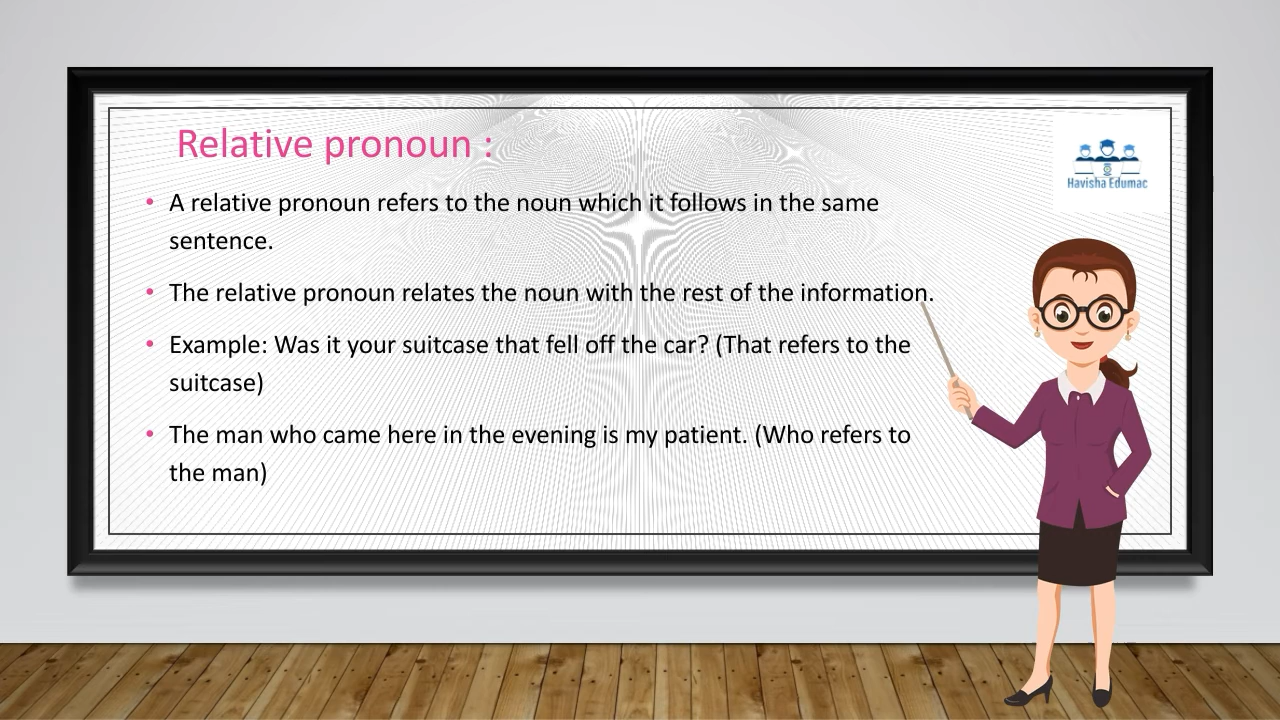 Relative pronoun :
Havisha Edumac
• A relative pronoun refers to the noun which it follows in the same
sentence.
• The relative pronoun relates the noun with the rest of the information.
• Example: Was it your suitcase that fell off the car? (That refers to the
suitcase)
• The man who came here in the evening is my patient. (Who refers to
the man)